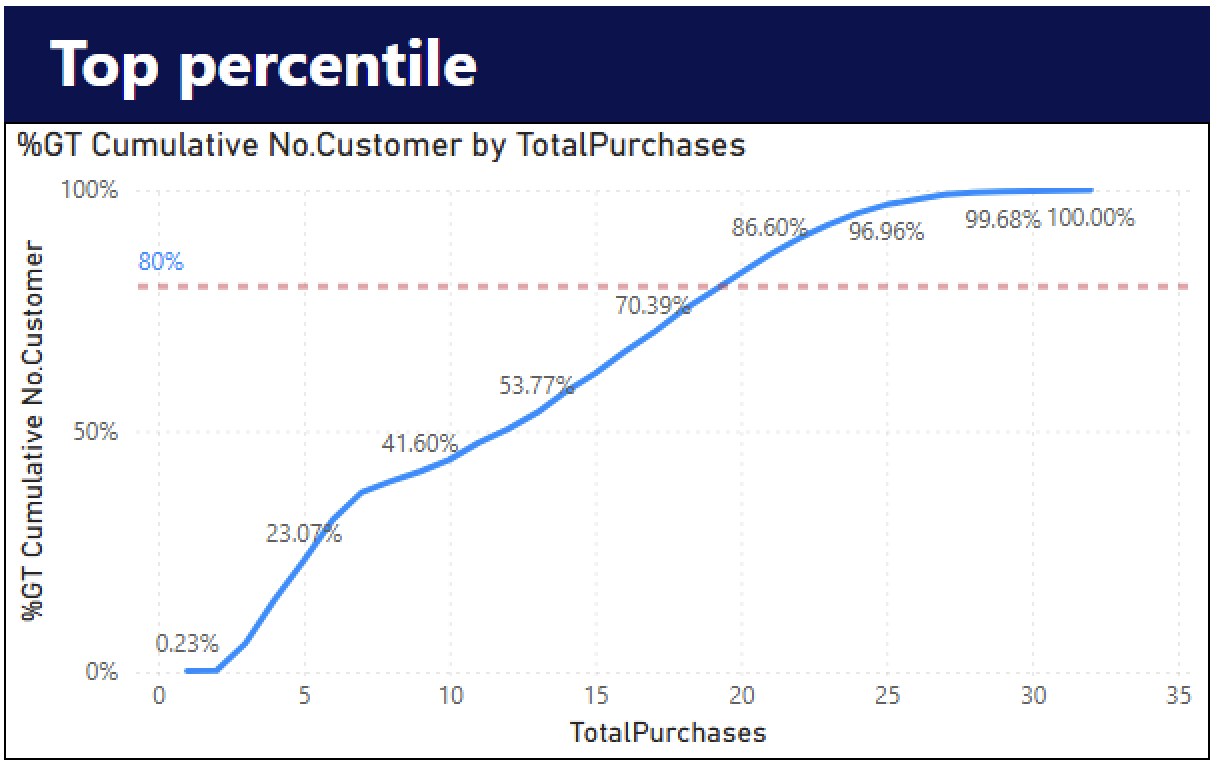 Top percentile
%GT Cumulative No.Customer by TotalPurchases
%GT Cumulative No.Customer
100%
80%
50%
0%
0.23%
23.07%
41.60%
53.77%
70.39%
86.60%
96.96%
99.68% 100.00%
0 5 10 15 20 25 30 35
TotalPurchases